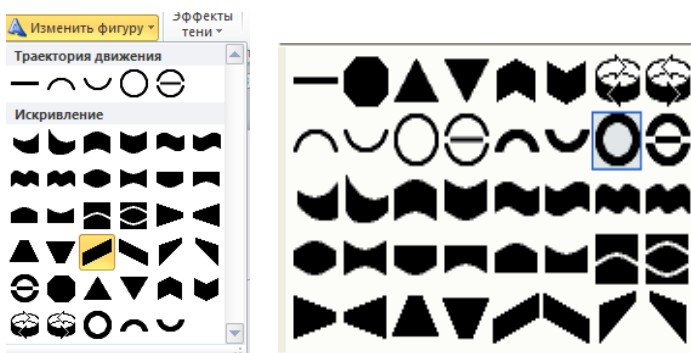 Изменить фигуру
Эффекты
тени
Траектория движения
Искривление